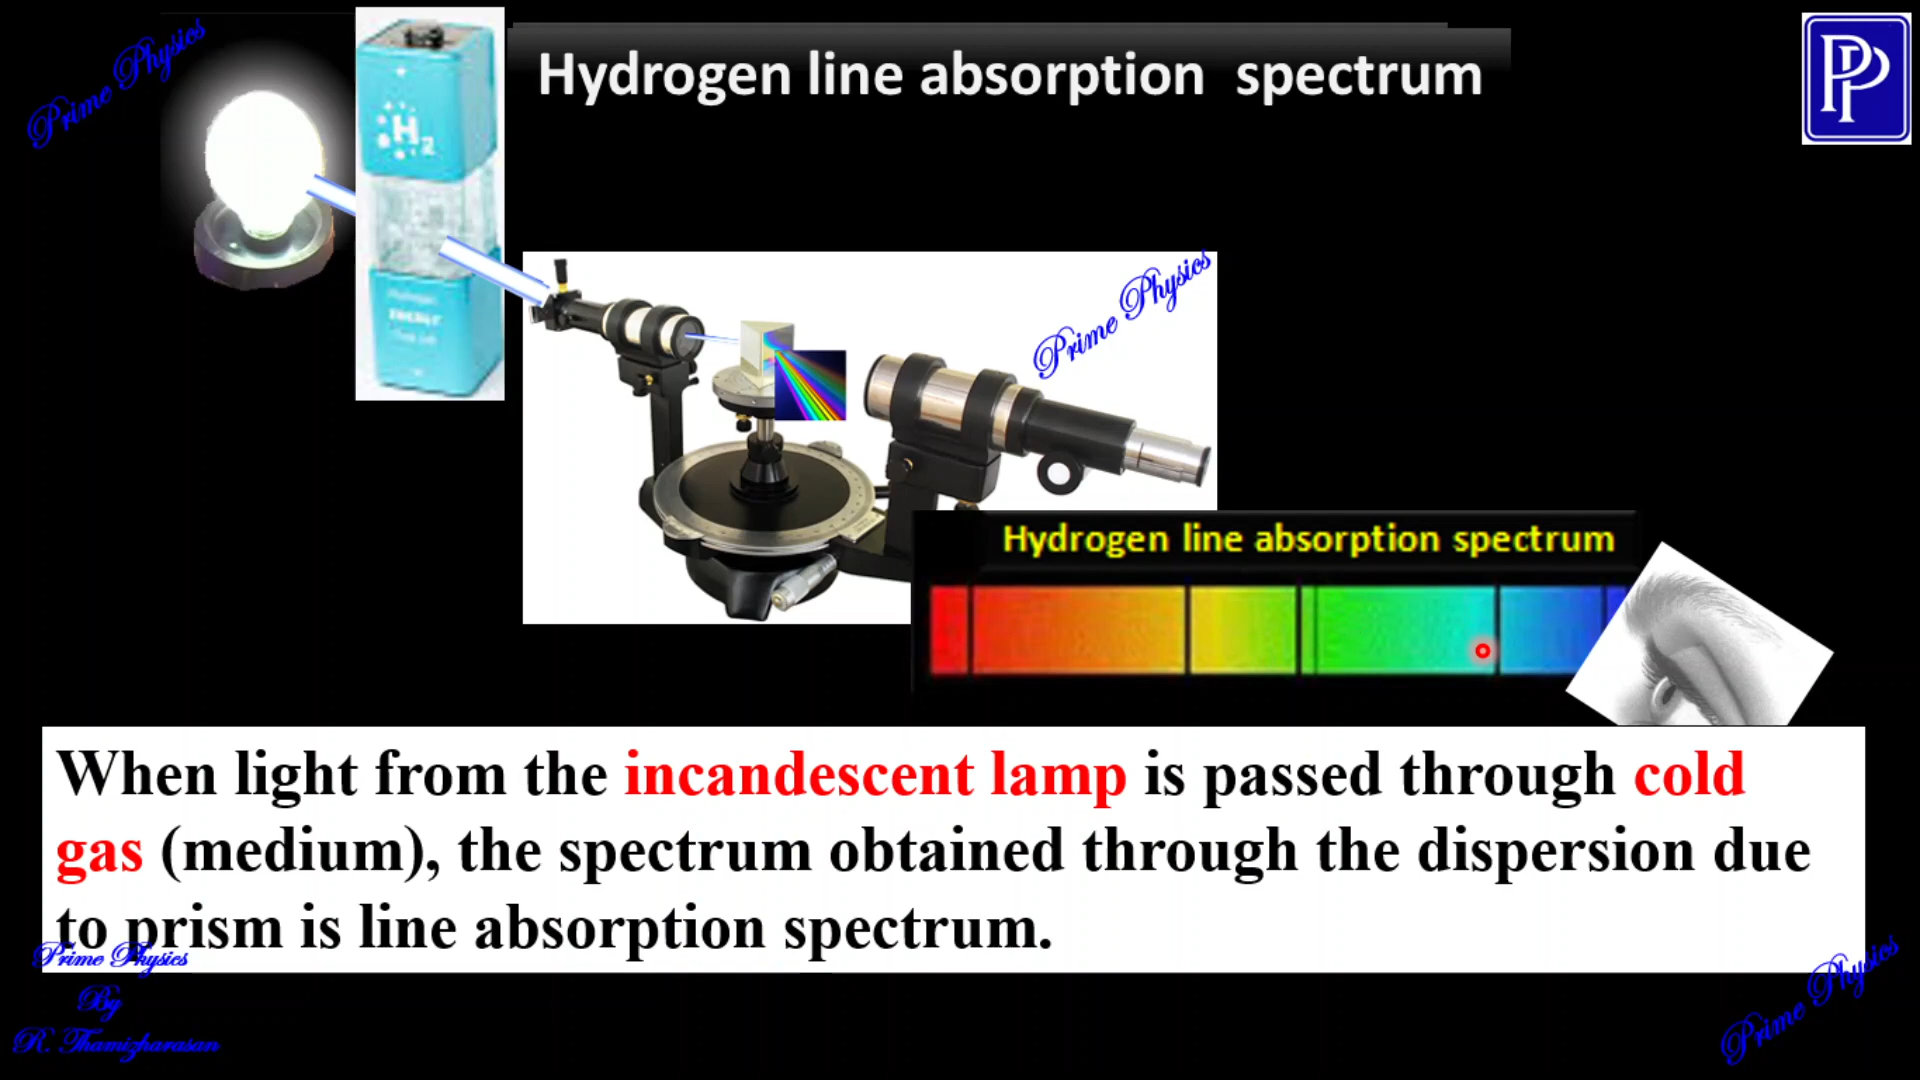 Prime Physics
Hydrogen line absorption spectrum
PP
H2
ENERGY
Prime Physics
Hydrogen line absorption spectrum
When light from the incandescent lamp is passed through cold
gas (medium), the spectrum obtained through the dispersion due
to prism is line absorption spectrum.
Prime Physics
By
R. Thamizharasan
Prime Physics